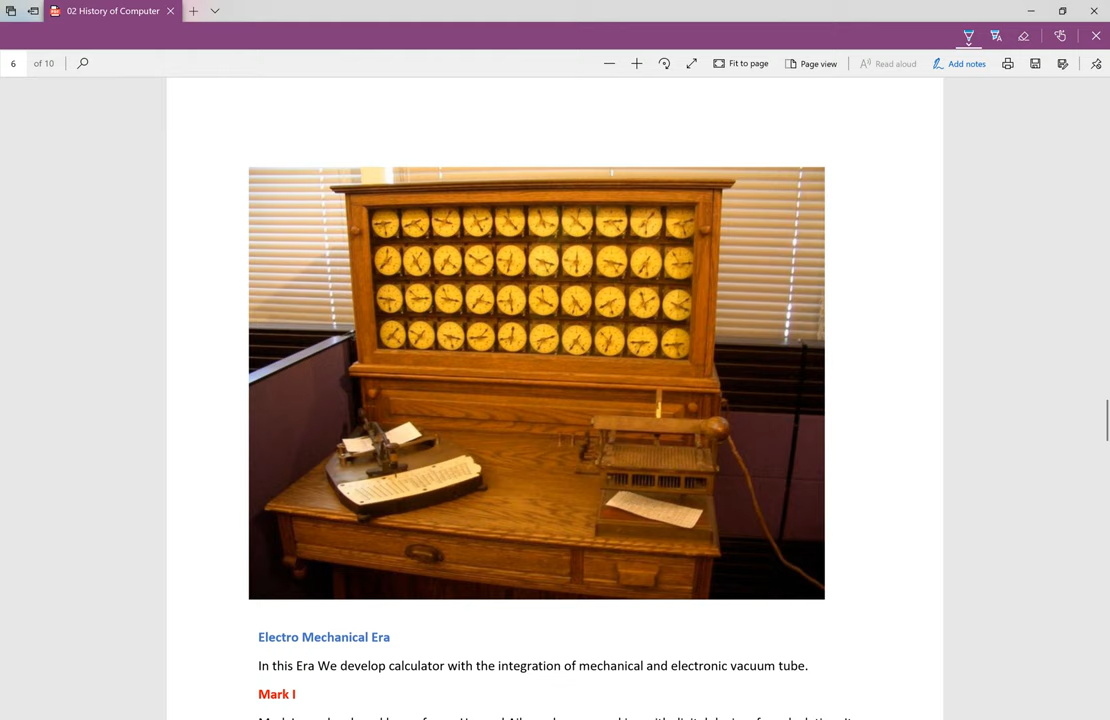 02 History of Computer
6 of 10
Fit to page
Page view
Read aloud
Add notes
Electro Mechanical Era
In this Era We develop calculator with the integration of mechanical and electronic vacuum tube.
Mark I